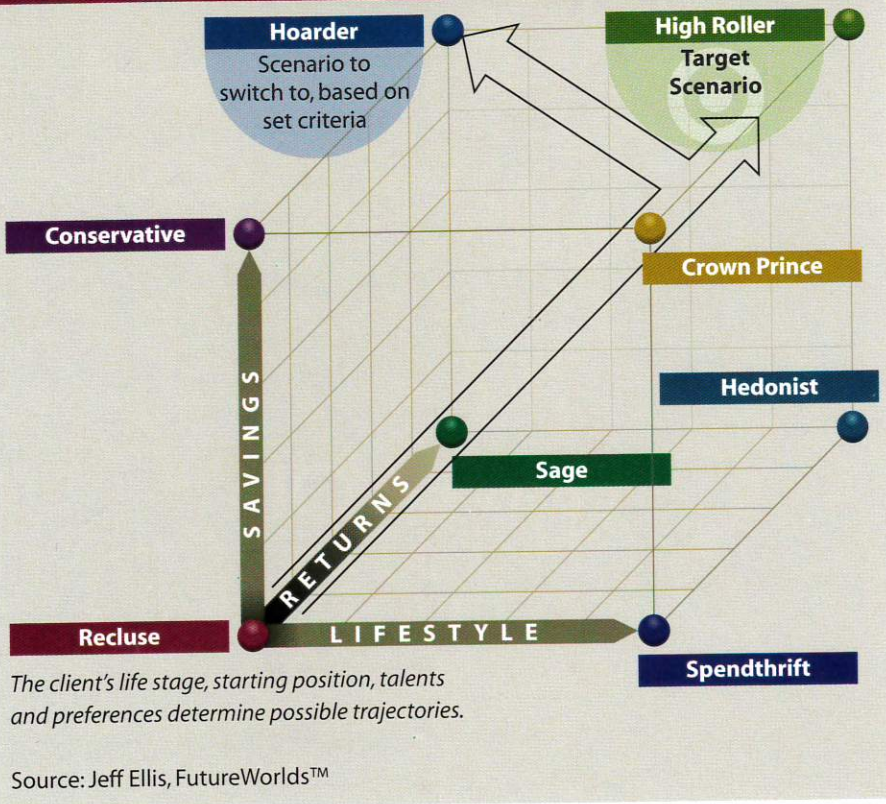 Hoarder
Scenario to
switch to, based on
set criteria
High Roller
Target
Scenario
Conservative
Crown Prince
Hedonist
SAVINGS
RETURNS
Sage
Recluse
LIFESTYLE
Spendthrift
The client's life stage, starting position, talents
and preferences determine possible trajectories.
Source: Jeff Ellis, FutureWorlds™